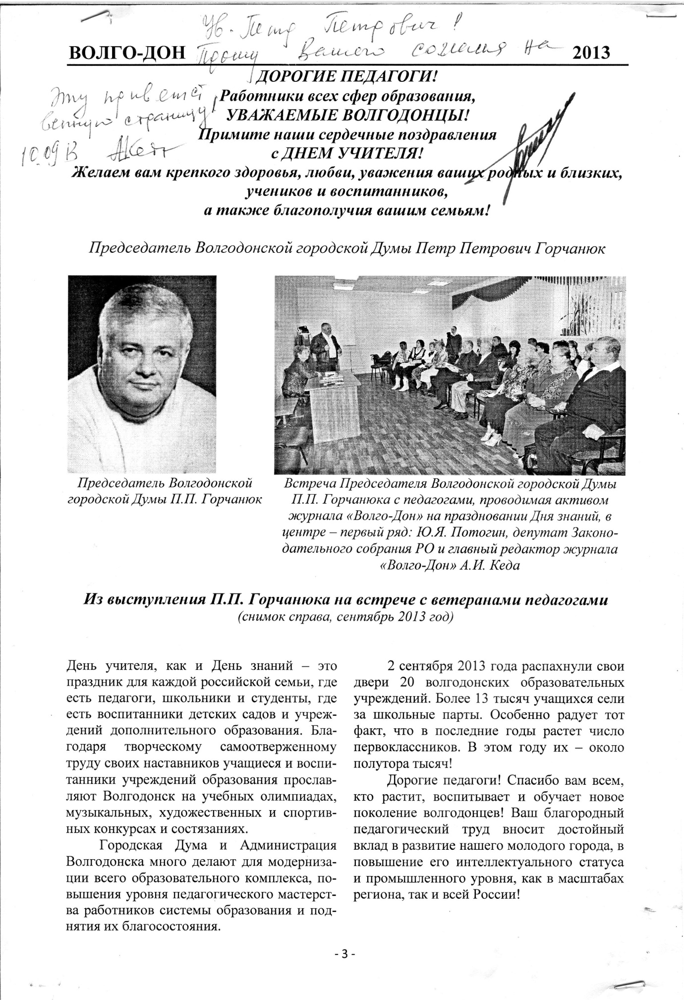 Ув. Петр Петрович!
ВОЛГО-ДОН Прошу Вашего согласия на 2013
ДОРОГИЕ ПЕДАГОГИ!
Эту приветст
Работники всех сфер образования,
венную страницу!
УВАЖАЕМЫЕ ВОЛГОДОНЦЫ!
Примите наши сердечные поздравления
10.09.13
с ДНЕМ УЧИТЕЛЯ!
Желаем вам крепкого здоровья, любви, уважения ваших родных и близких,
учеников и воспитанников,
а также благополучия вашим семьям!
Председатель Волгодонской городской Думы Петр Петрович Горчанюк
Председатель Волгодонской
городской Думы П.П. Горчанюк
Встреча Председателя Волгодонской городской Думы
П.П. Горчанюка с педагогами, проводимая активом
журнала «Волго-Дон» на праздновании Дня знаний, в
центре – первый ряд: Ю.Я. Потогин, депутат Законо-
дательного собрания РО и главный редактор журнала
«Волго-Дон» А.И. Кеда
Из выступления П.П. Горчанюка на встрече с ветеранами педагогами
(снимок справа, сентябрь 2013 год)
День учителя, как и День знаний – это
праздник для каждой российской семьи, где
есть педагоги, школьники и студенты, где
есть воспитанники детских садов и учреж-
дений дополнительного образования. Бла-
годаря творческому самоотверженному
труду своих наставников учащиеся и воспи-
танники учреждений образования прослав-
ляют Волгодонск на учебных олимпиадах,
музыкальных, художественных и спортив-
ных конкурсах и состязаниях.
Городская Дума и Администрация
Волгодонска много делают для модерниза-
ции всего образовательного комплекса, по-
вышения уровня педагогического мастерст-
ва работников системы образования и под-
нятия их благосостояния.
2 сентября 2013 года распахнули свои
двери 20 волгодонских образовательных
учреждений. Более 13 тысяч учащихся сели
за школьные парты. Особенно радует тот
факт, что в последние годы растет число
первоклассников. В этом году их – около
полутора тысяч!
Дорогие педагоги! Спасибо вам всем,
кто растит, воспитывает и обучает новое
поколение волгодонцев! Ваш благородный
педагогический труд вносит достойный
вклад в развитие нашего молодого города, в
повышение его интеллектуального статуса
и промышленного уровня, как в масштабах
региона, так и всей России!
- 3 -